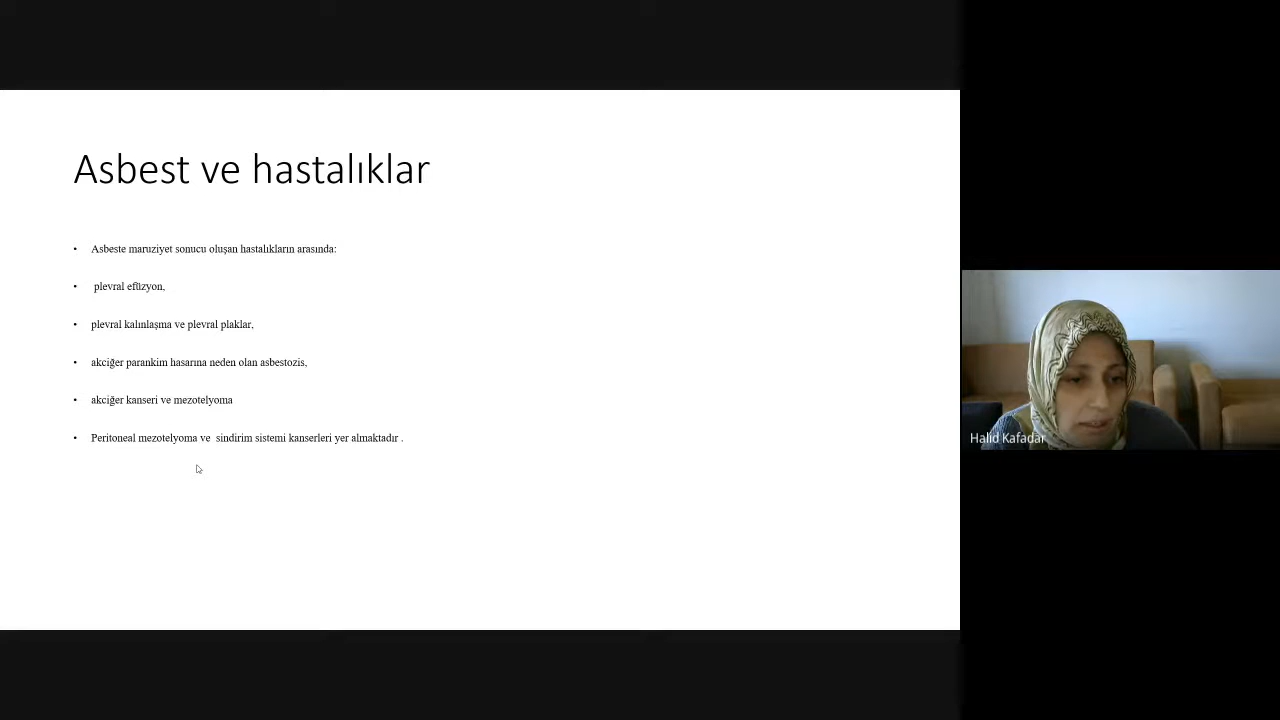 Asbest ve hastalıklar
• Asbeste maruziyet sonucu oluşan hastalıkların arasında:
• plevral efüzyon,
• plevral kalınlaşma ve plevral plaklar,
• akciğer parankim hasarına neden olan asbestozis,
• akciğer kanseri ve mezotelyoma
• Peritoneal mezotelyoma ve  sindirim sistemi kanserleri yer almaktadır .
Halid Kafadar